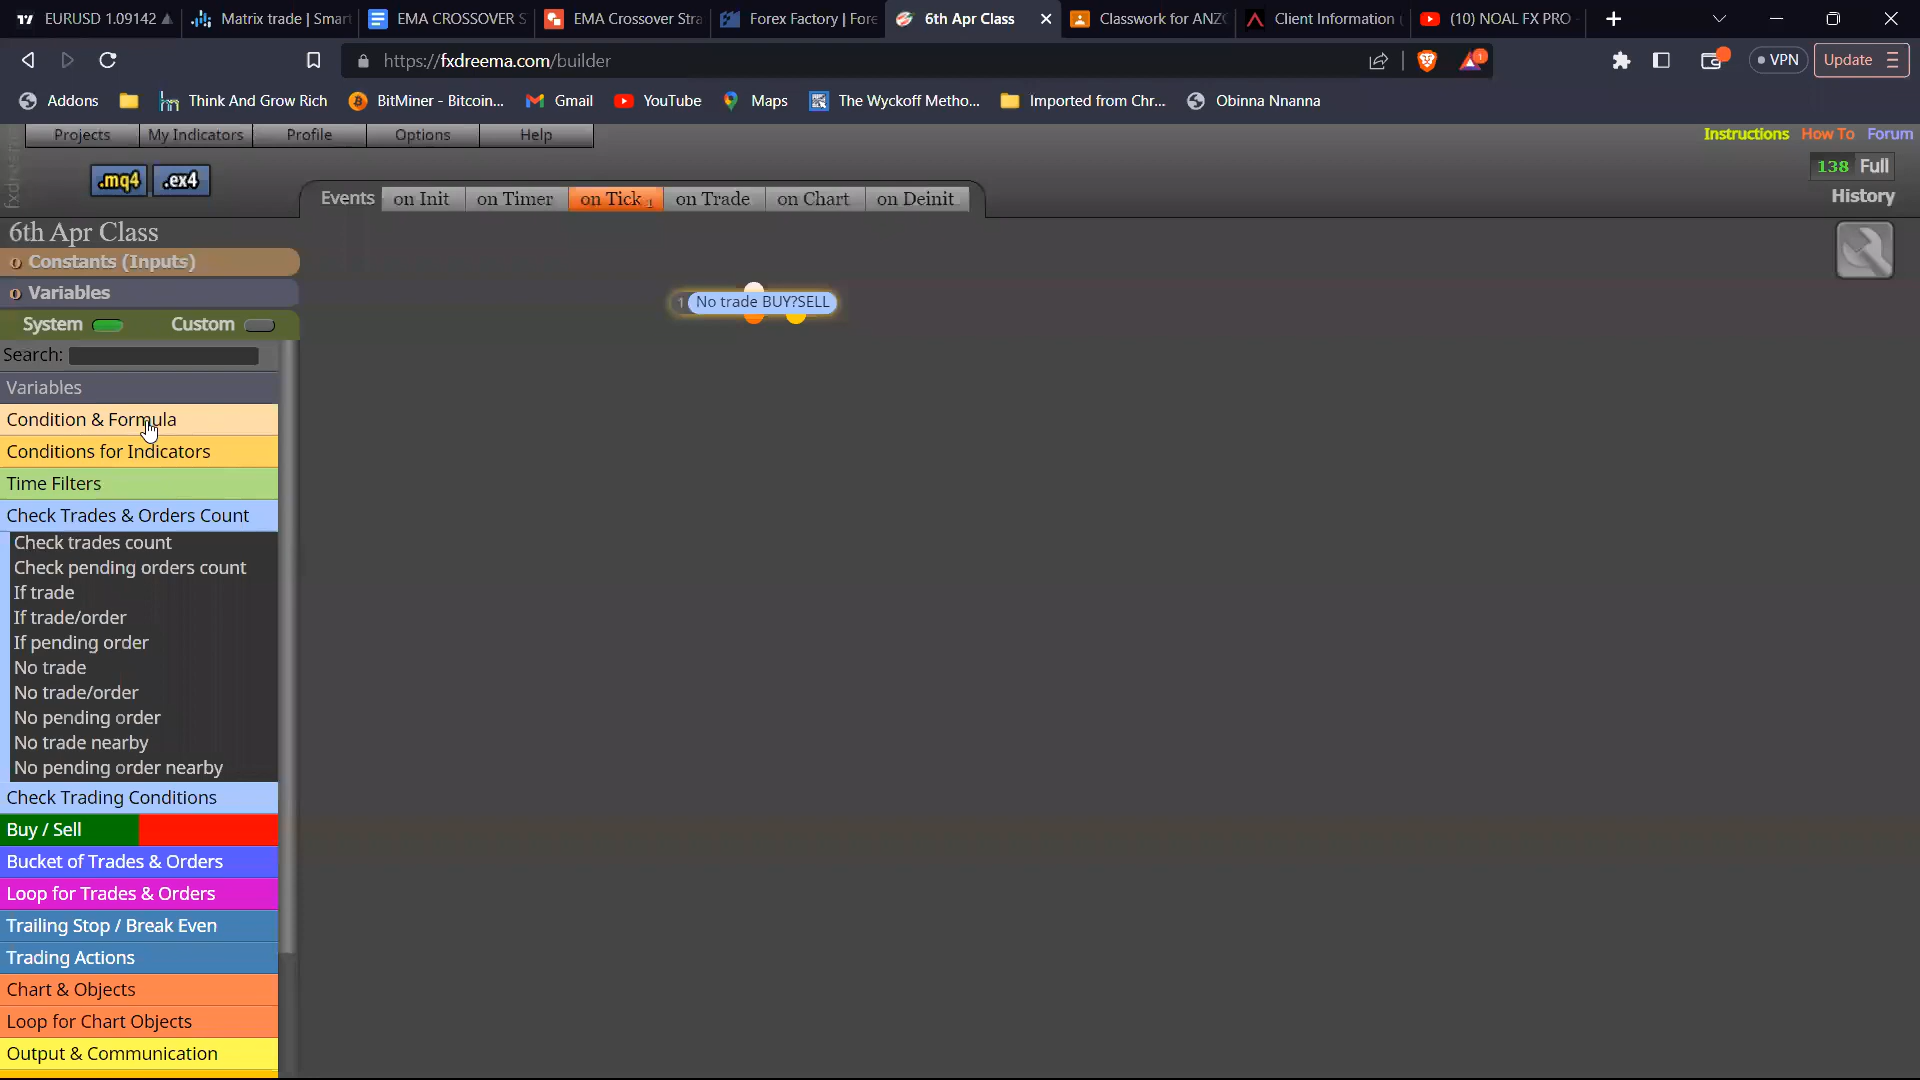 EURUSD 1.09142
Matrix trade | Smart
EMA CROSSOVER S
EMA Crossover Stra
Forex Factory | Fore
6th Apr Class
Classwork for ANZO
Client Information
(10) NOAL FX PRO
https://fxdreema.com/builder
1
VPN
Update
Addons
Think And Grow Rich
BitMiner - Bitcoin...
Gmail
YouTube
Maps
The Wyckoff Metho...
Imported from Chr...
Obinna Nnanna
Projects
My Indicators
Profile
Options
Help
Instructions
How To
Forum
.mq4
.ex4
138 Full
History
Events
on Init
on Timer
on Tick 1
on Trade
on Chart
on Deinit
6th Apr Class
Constants (Inputs)
Variables
System
Custom
Search:
Variables
Condition & Formula
Conditions for Indicators
Time Filters
Check Trades & Orders Count
Check trades count
Check pending orders count
If trade
If trade/order
If pending order
No trade
No trade/order
No pending order
No trade nearby
No pending order nearby
Check Trading Conditions
Buy / Sell
Bucket of Trades & Orders
Loop for Trades & Orders
Trailing Stop / Break Even
Trading Actions
Chart & Objects
Loop for Chart Objects
Output & Communication
1 No trade BUY?SELL